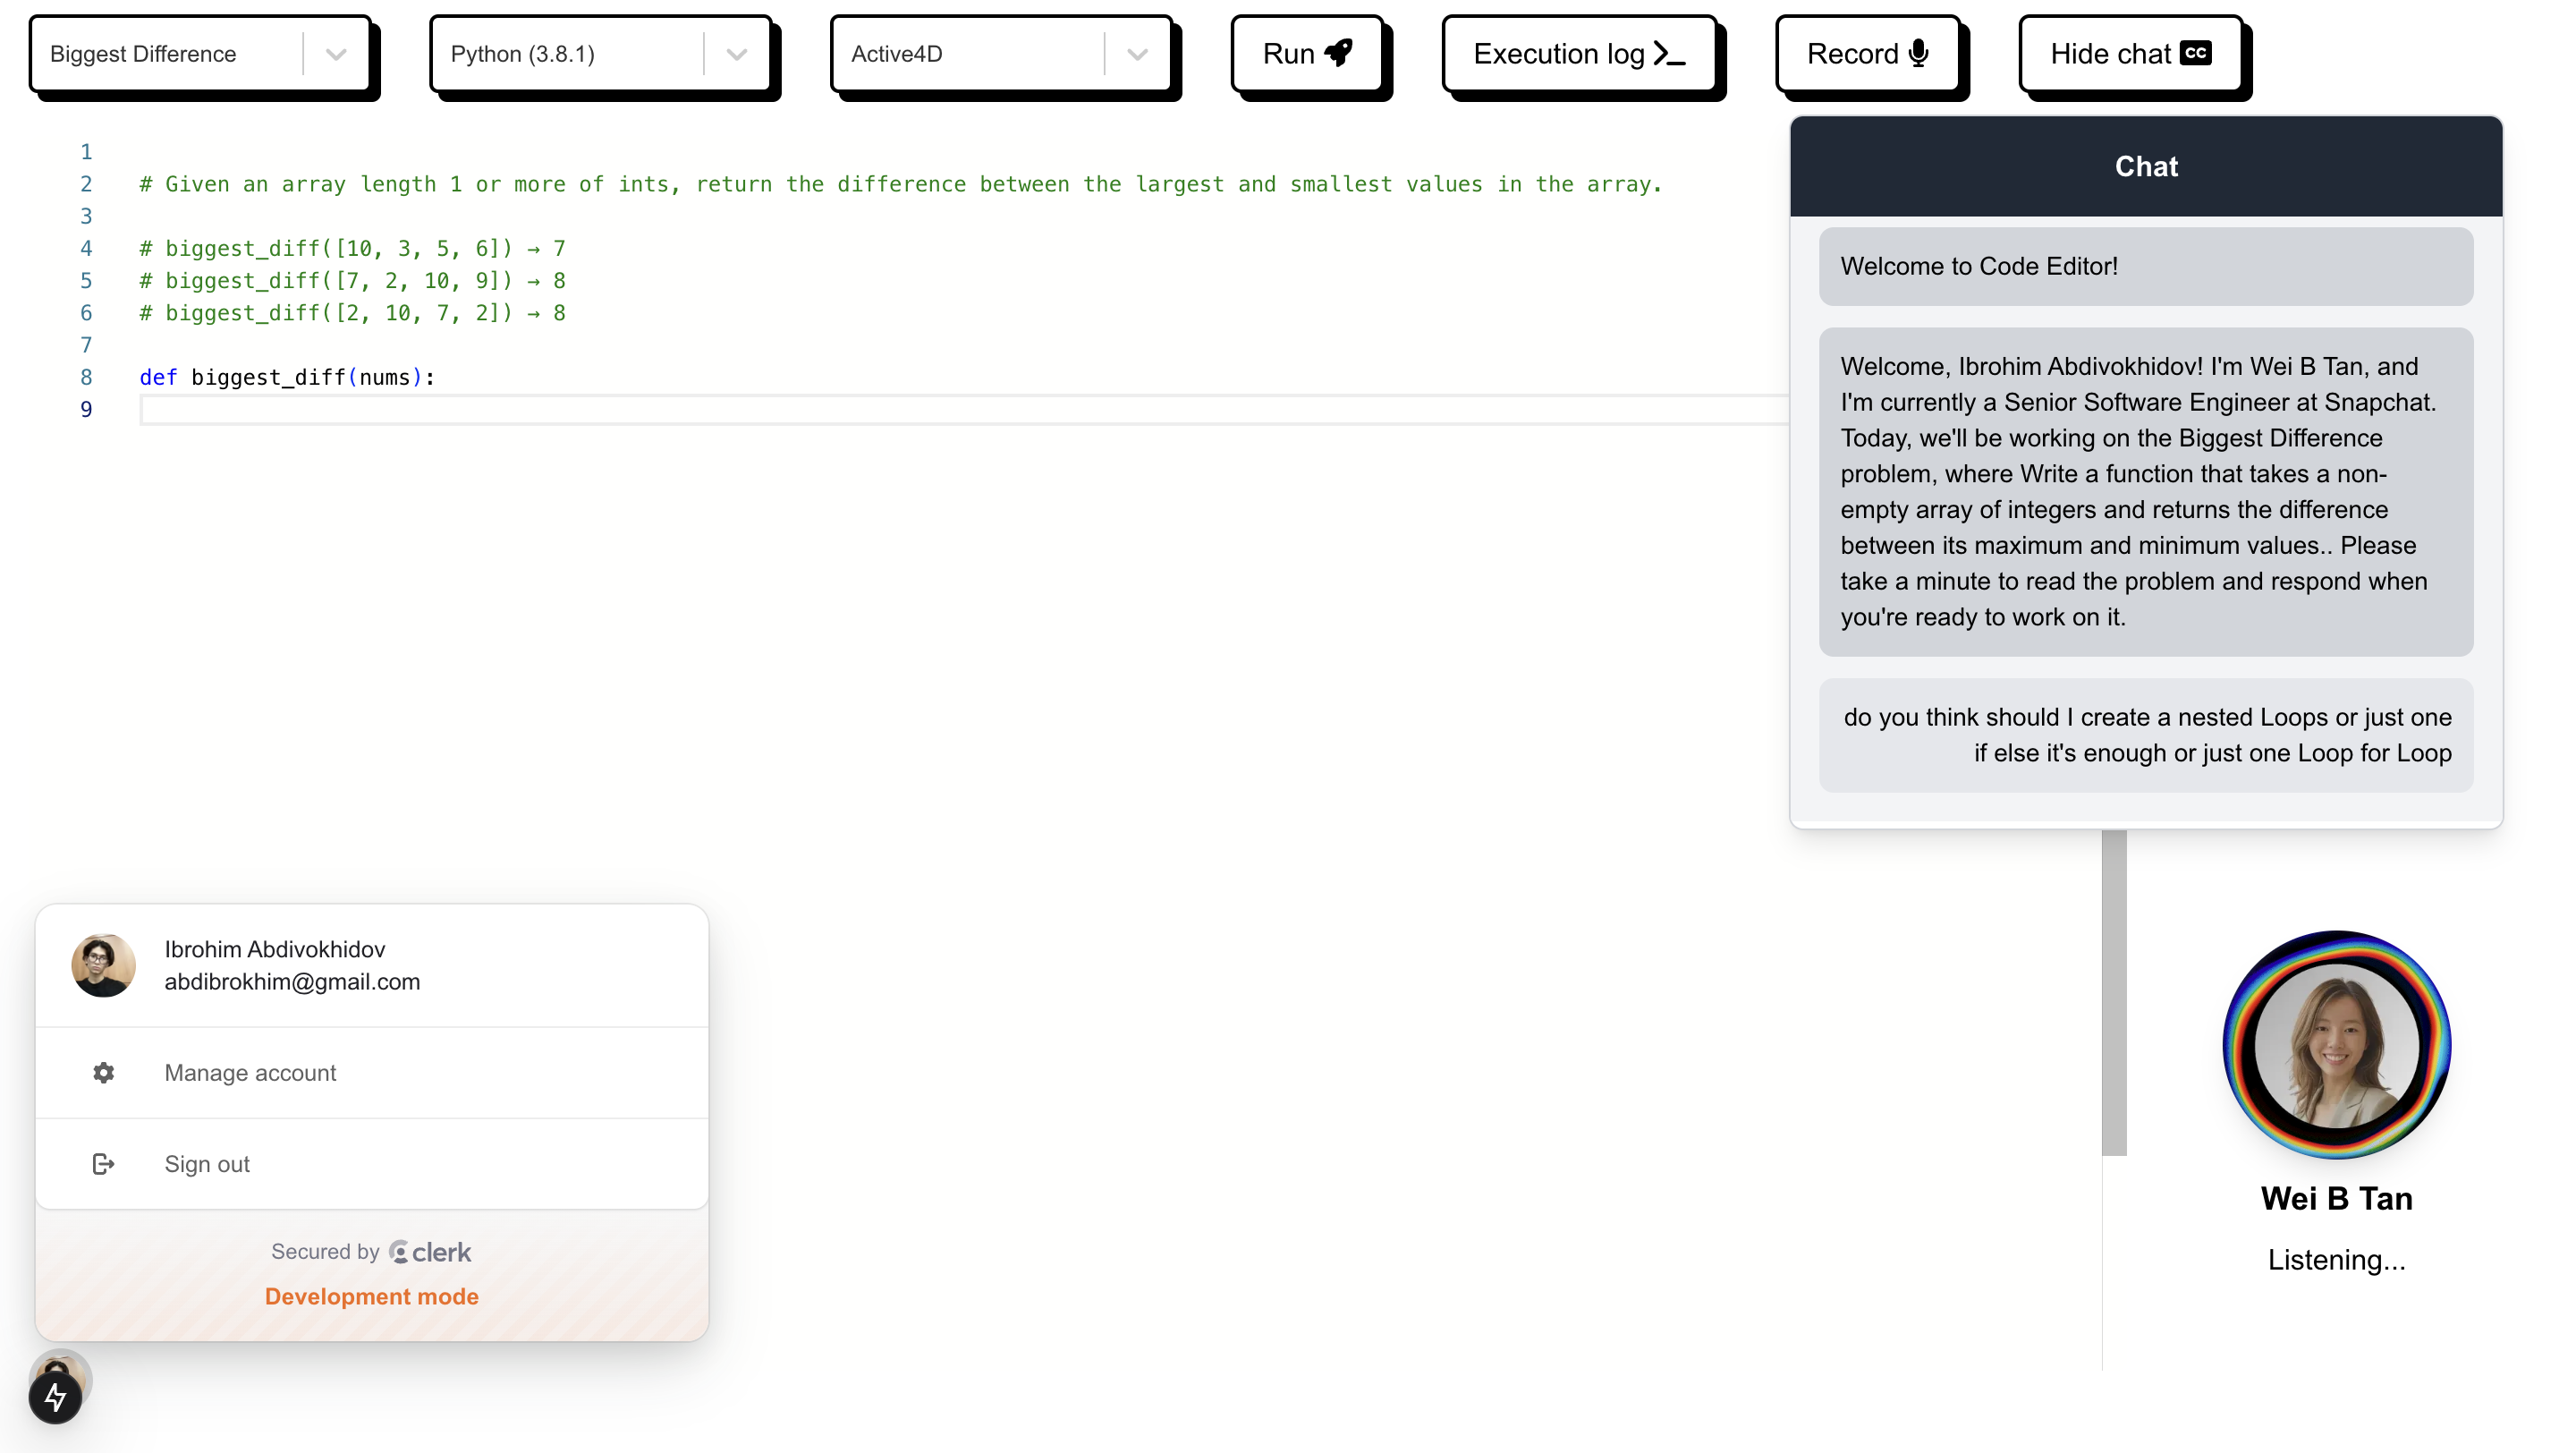 Biggest Difference
Python (3.8.1)
Active4D
Run
Execution log
Record
Hide chat CC
1
2 # Given an array length 1 or more of ints, return the difference between the largest and smallest values in the array.
3
4 # biggest_diff([10, 3, 5, 6]) → 7
5 # biggest_diff([7, 2, 10, 9]) → 8
6 # biggest_diff([2, 10, 7, 2]) → 8
7
8 def biggest_diff(nums):
9
Chat
Welcome to Code Editor!
Welcome, Ibrohim Abdivokhidov! I'm Wei B Tan, and
I'm currently a Senior Software Engineer at Snapchat.
Today, we'll be working on the Biggest Difference
problem, where Write a function that takes a non-
empty array of integers and returns the difference
between its maximum and minimum values.. Please
take a minute to read the problem and respond when
you're ready to work on it.
do you think should I create a nested Loops or just one
if else it's enough or just one Loop for Loop
Ibrohim Abdivokhidov
abdibrokhim@gmail.com
Manage account
Sign out
Secured by clerk
Development mode
Wei B Tan
Listening...